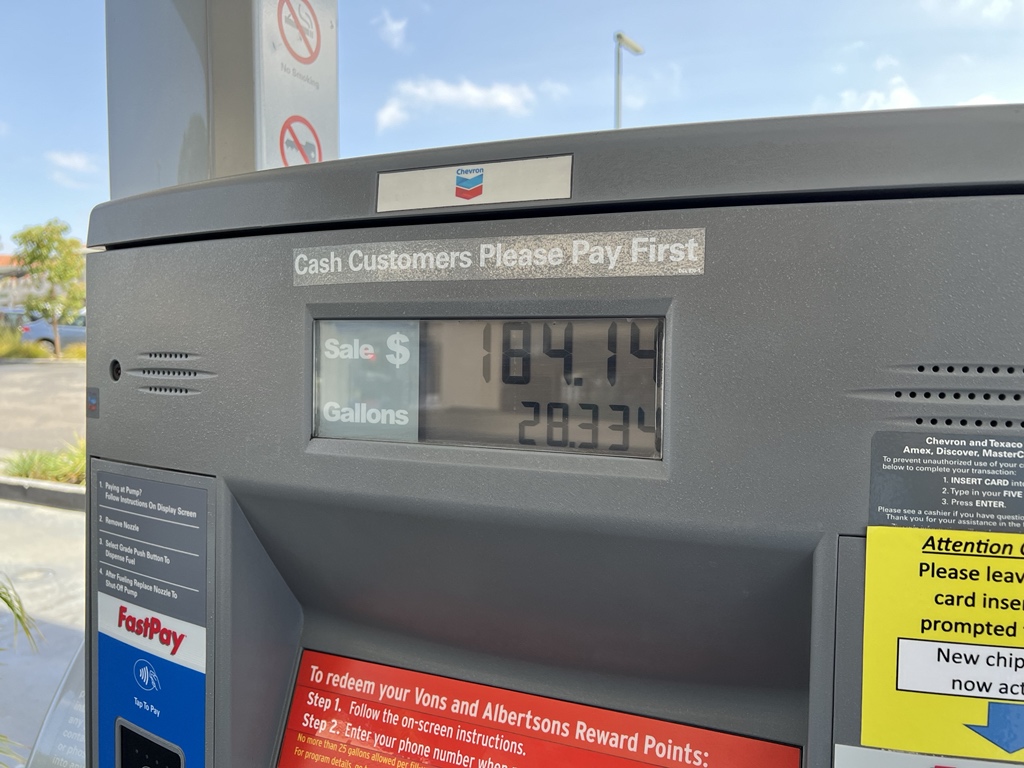 No Smoking
Chevron
Cash Customers Please Pay First
Sale $ 184.14
Gallons 28.334
1. Paying at Pump?
Follow Instructions On Display Screen
2. Remove Nozzle
3. Select Grade Push Button To
Dispense Fuel
4. After Fueling Replace Nozzle To
Shut-Off Pump
FastPay
Tap To Pay
To redeem your Vons and Albertsons Reward Points:
Step 1. Follow the on-screen instructions.
Step 2. Enter your phone number when
No more than 25 gallons allowed per
For program details,
Chevron and Texaco
Amex, Discover, MasterC
To prevent unauthorized use of your c
below to complete your transaction:
1. INSERT CARD int
2. Type in your FIVE
3. Press ENTER.
Please see a cashier if you have questi
Thank you for your assistance in the
Attention
Please leav
card inser
prompted
New chip
now act